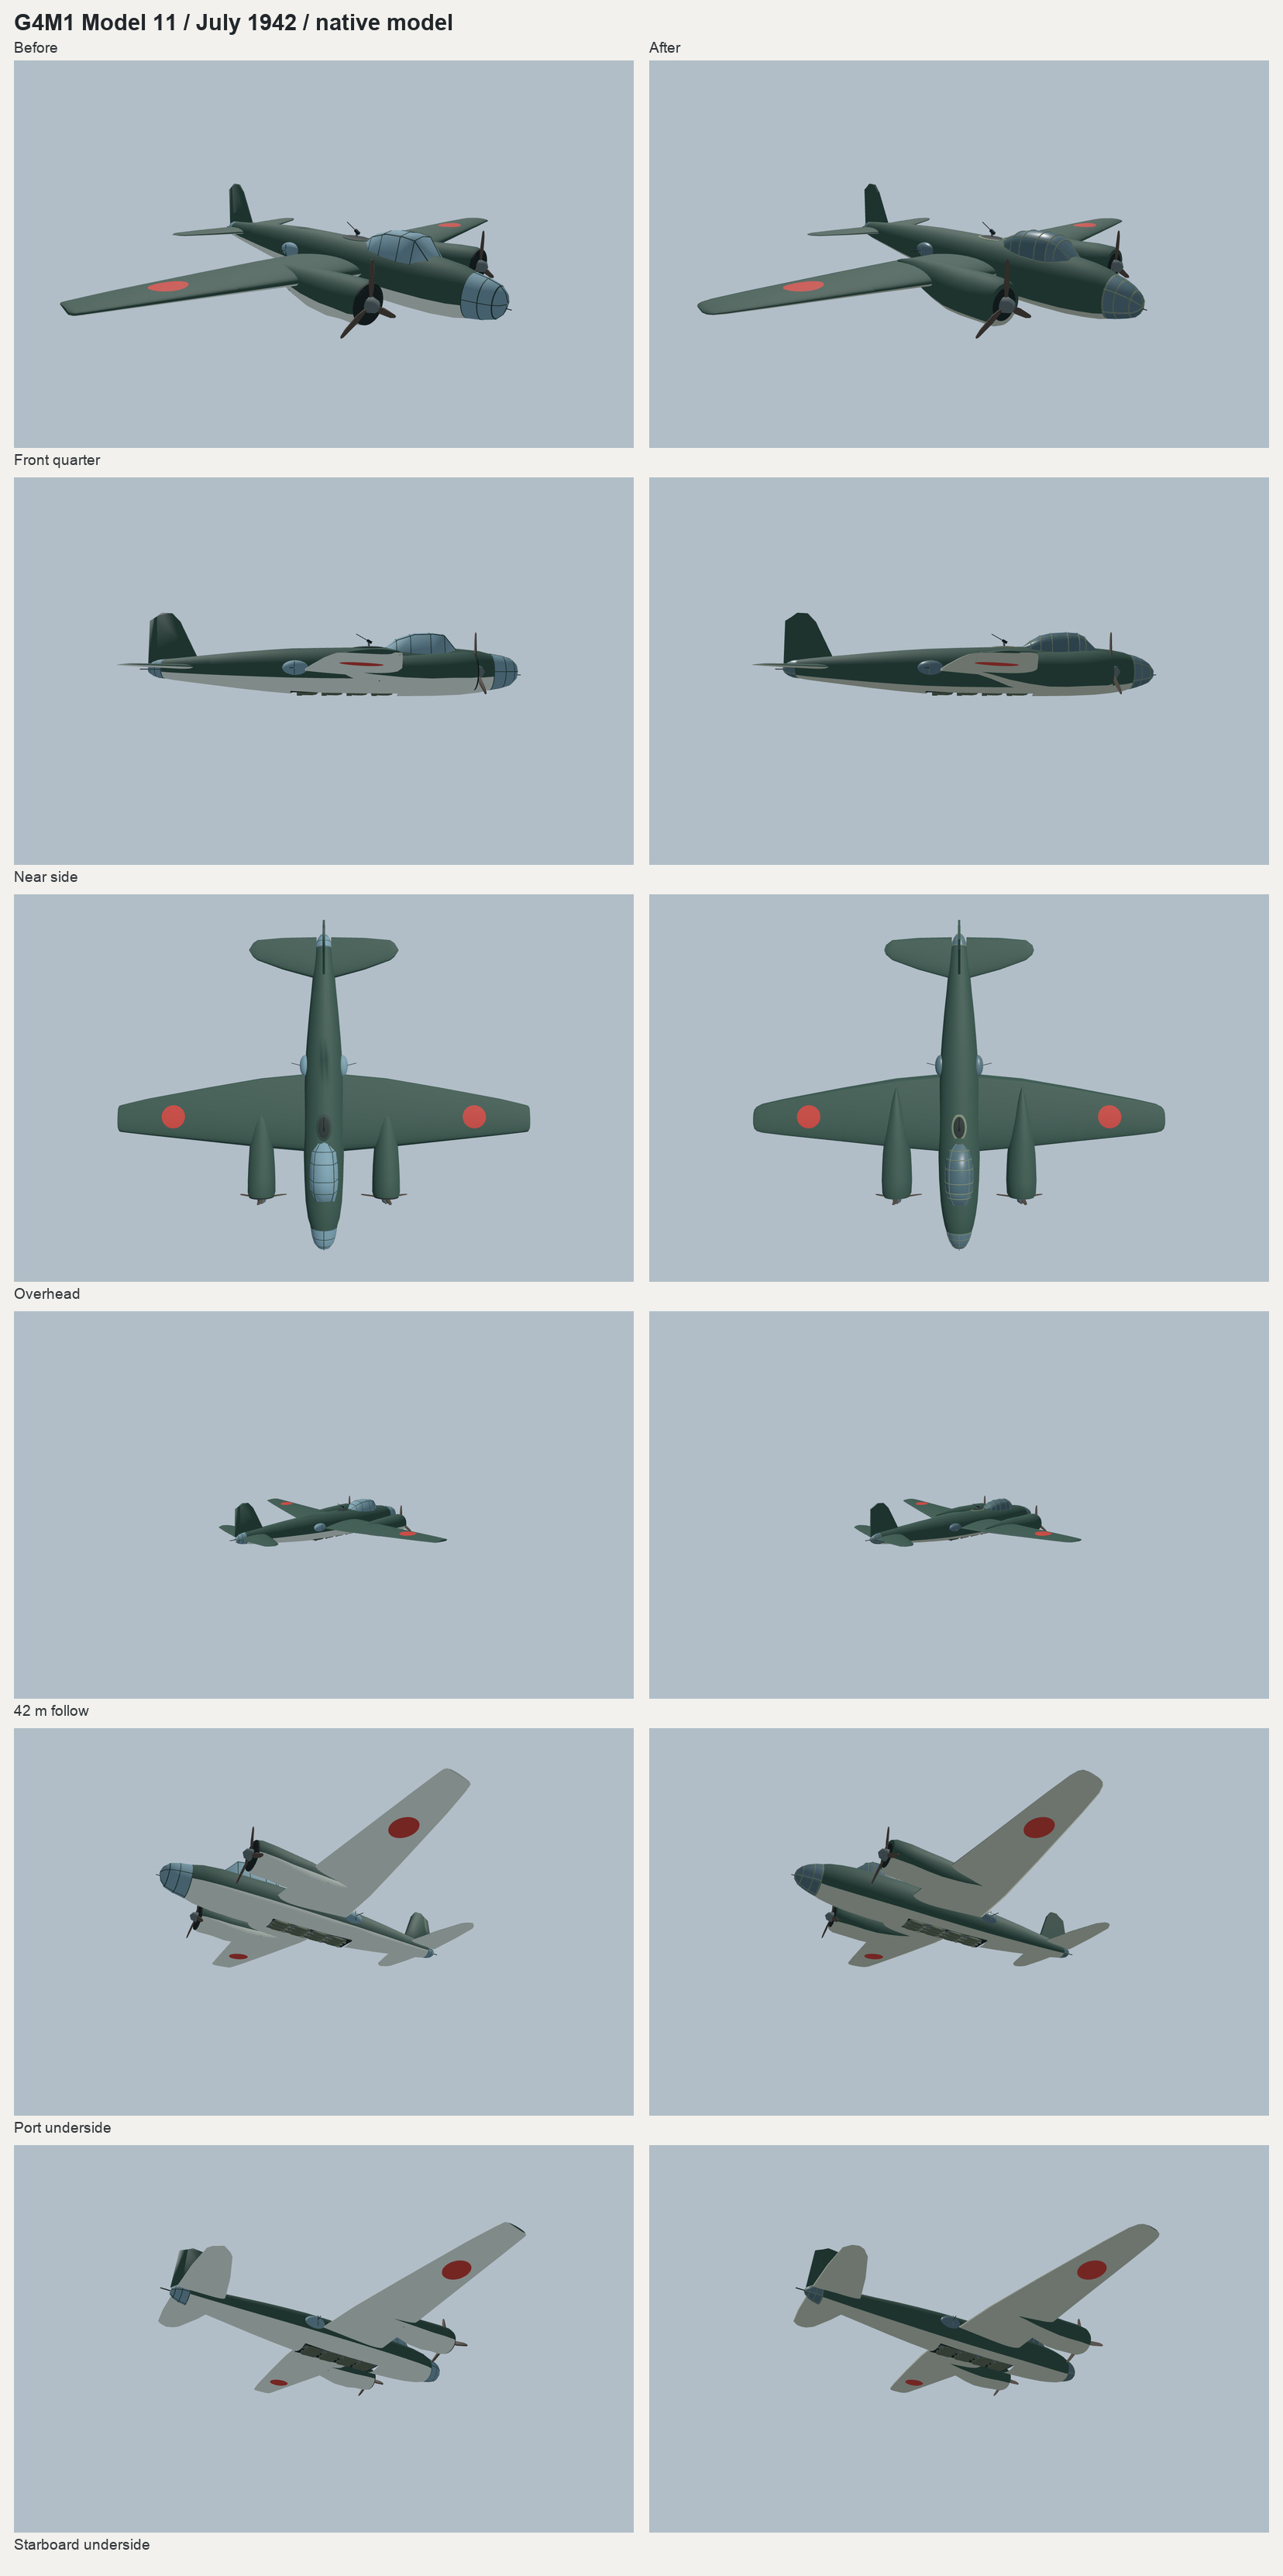 G4M1 Model 11 / July 1942 / native model
Before After
Front quarter
Near side
Overhead
42 m follow
Port underside
Starboard underside